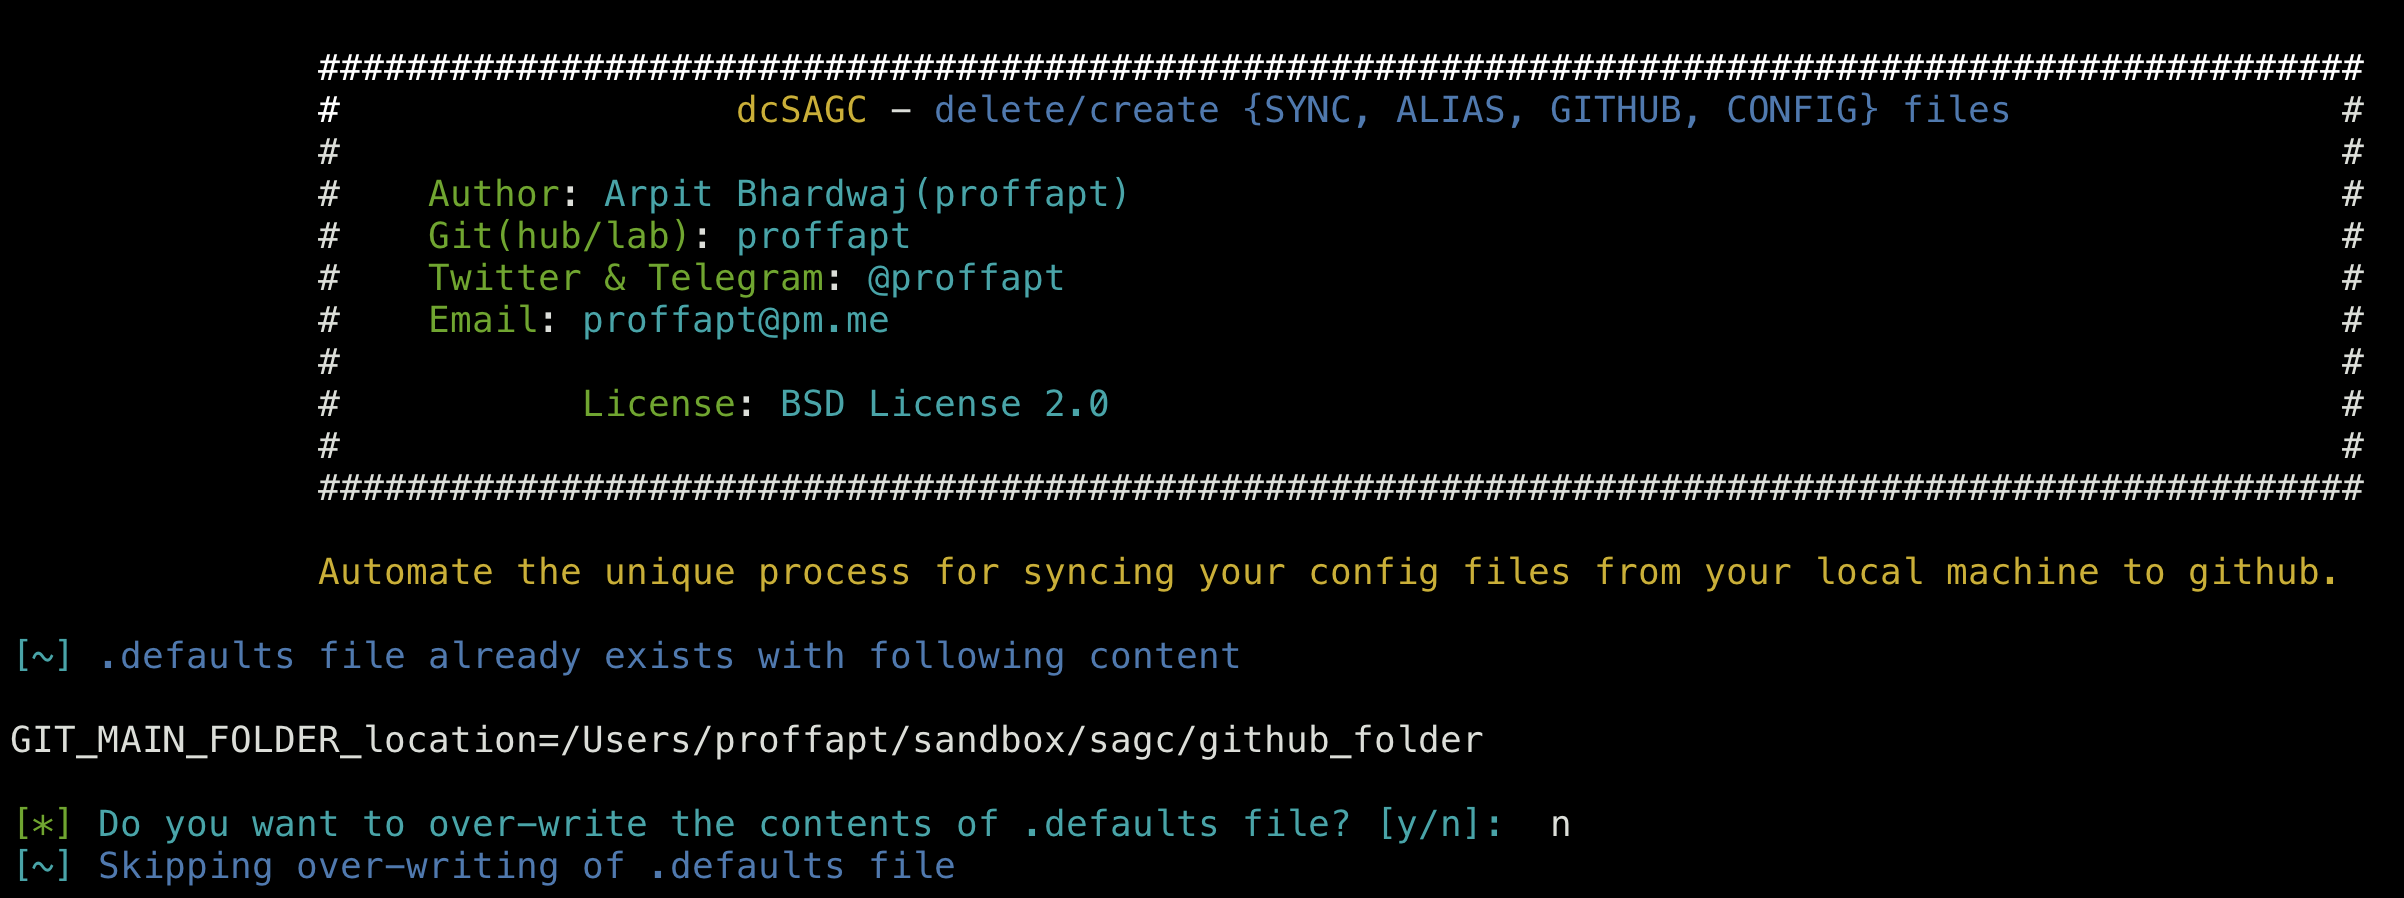 #############################################################################################
# dcSAGC - delete/create {SYNC, ALIAS, GITHUB, CONFIG} files #
# #
# Author: Arpit Bhardwaj(proffapt) #
# Git(hub/lab): proffapt #
# Twitter & Telegram: @proffapt #
# Email: proffapt@pm.me #
# #
# License: BSD License 2.0 #
# #
#############################################################################################
Automate the unique process for syncing your config files from your local machine to github.
[~] .defaults file already exists with following content
GIT_MAIN_FOLDER_location=/Users/proffapt/sandbox/sagc/github_folder
[*] Do you want to over-write the contents of .defaults file? [y/n]: n
[~] Skipping over-writing of .defaults file